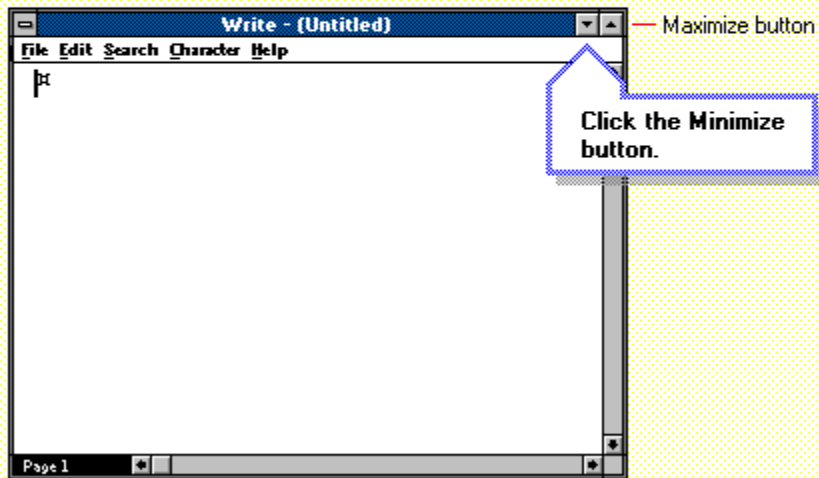 Write - (Untitled)
Maximize button
File Edit Search Character Help
¤
Click the Minimize
button.
Page 1